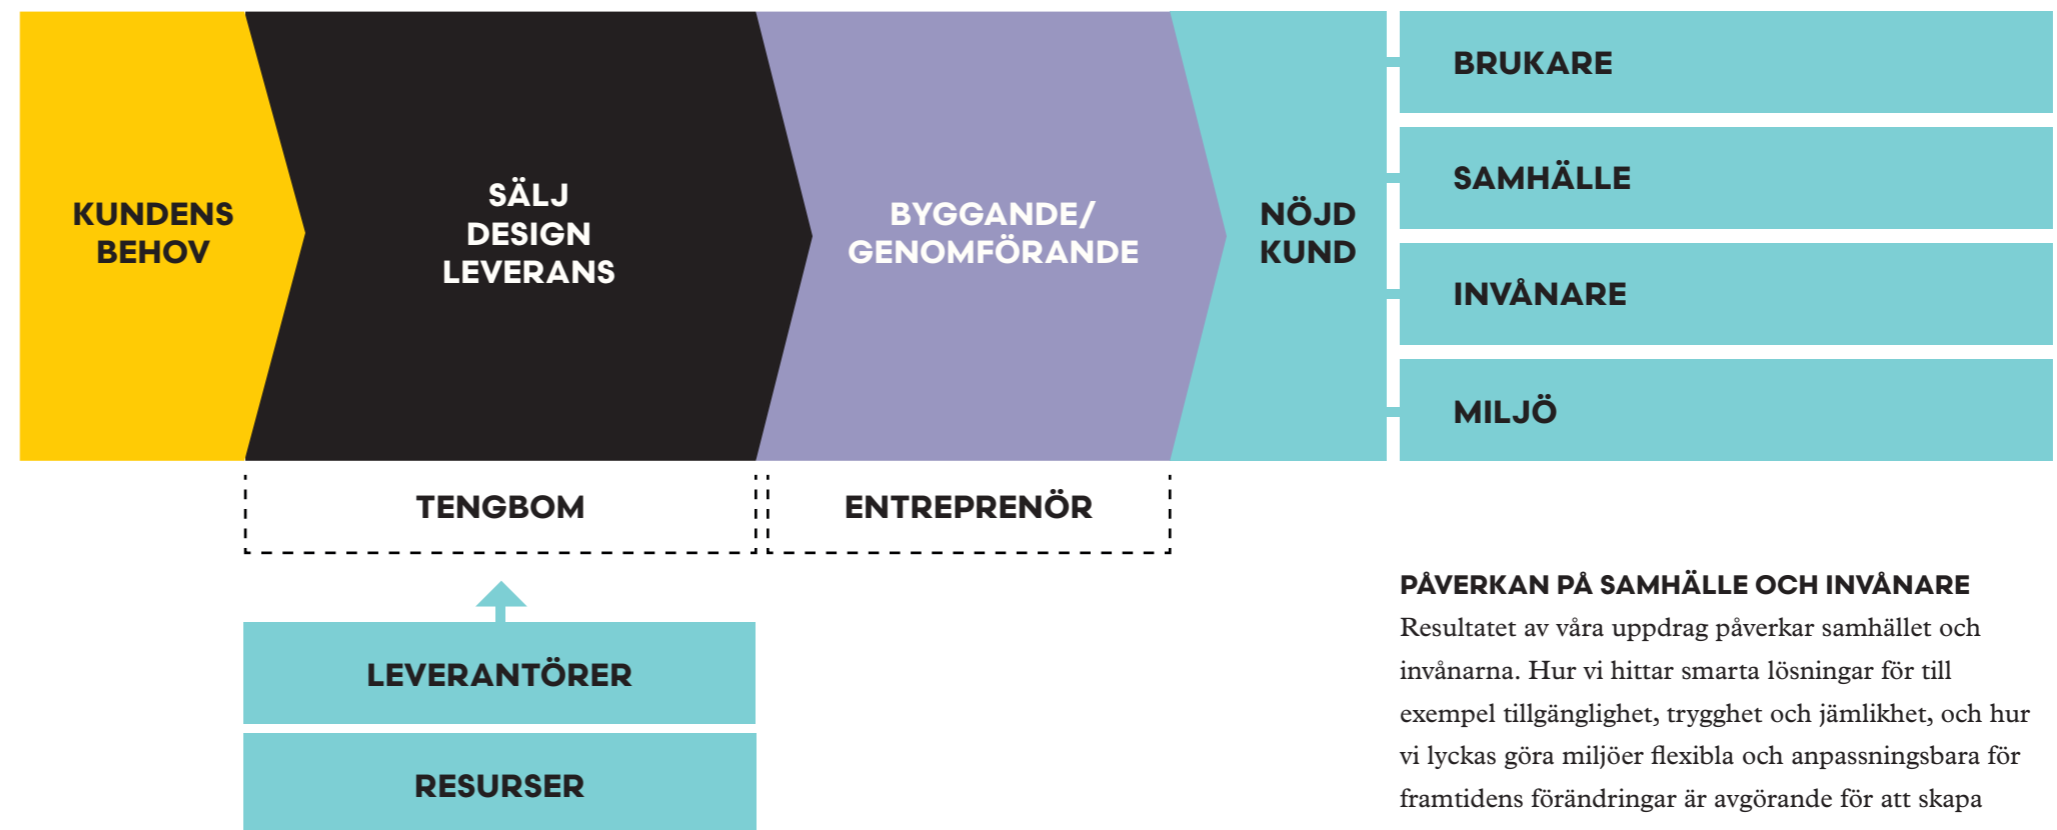 KUNDENS
BEHOV
SÄLJ
DESIGN
LEVERANS
BYGGANDE/
GENOMFÖRANDE
NÖJD
KUND
BRUKARE
SAMHÄLLE
INVÅNARE
MILJÖ
TENGBOM
ENTREPRENÖR
LEVERANTÖRER
RESURSER
PÅVERKAN PÅ SAMHÄLLE OCH INVÅNARE
Resultatet av våra uppdrag påverkar samhället och
invånarna. Hur vi hittar smarta lösningar för till
exempel tillgänglighet, trygghet och jämlikhet, och hur
vi lyckas göra miljöer flexibla och anpassningsbara för
framtidens förändringar är avgörande för att skapa